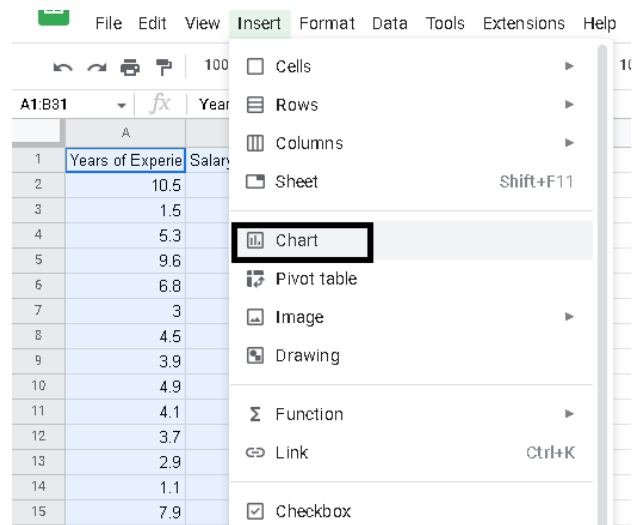 File Edit View Insert Format Data Tools Extensions Help
100
A1:B31 fx Year
A
1 Years of Experie Salary
2 10.5
3 1.5
4 5.3
5 9.6
6 6.8
7 3
8 4.5
9 3.9
10 4.9
11 4.1
12 3.7
13 2.9
14 1.1
15 7.9
Cells
Rows
Columns
Sheet Shift+F11
Chart
Pivot table
Image
Drawing
Σ Function
Link Ctrl+K
Checkbox